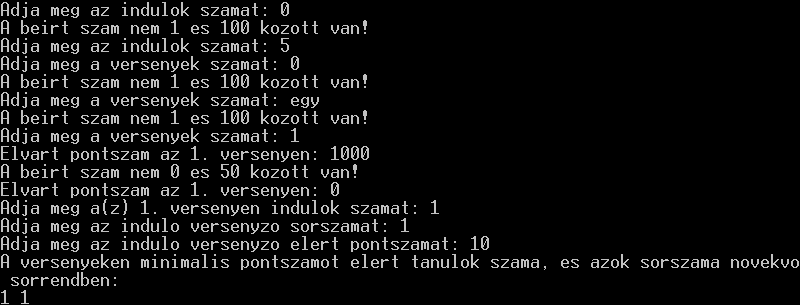 Adja meg az indulok szamat: 0
A beirt szam nem 1 es 100 kozott van!
Adja meg az indulok szamat: 5
Adja meg a versenyek szamat: 0
A beirt szam nem 1 es 100 kozott van!
Adja meg a versenyek szamat: egy
A beirt szam nem 1 es 100 kozott van!
Adja meg a versenyek szamat: 1
Elvart pontszam az 1. versenyen: 1000
A beirt szam nem 0 es 50 kozott van!
Elvart pontszam az 1. versenyen: 0
Adja meg a(z) 1. versenyen indulok szamat: 1
Adja meg az indulo versenyzo sorszamat: 1
Adja meg az indulo versenyzo elert pontszamat: 10
A versenyeken minimalis pontszamot elert tanulok szama, es azok sorszama novekvo
sorrendben:
1 1